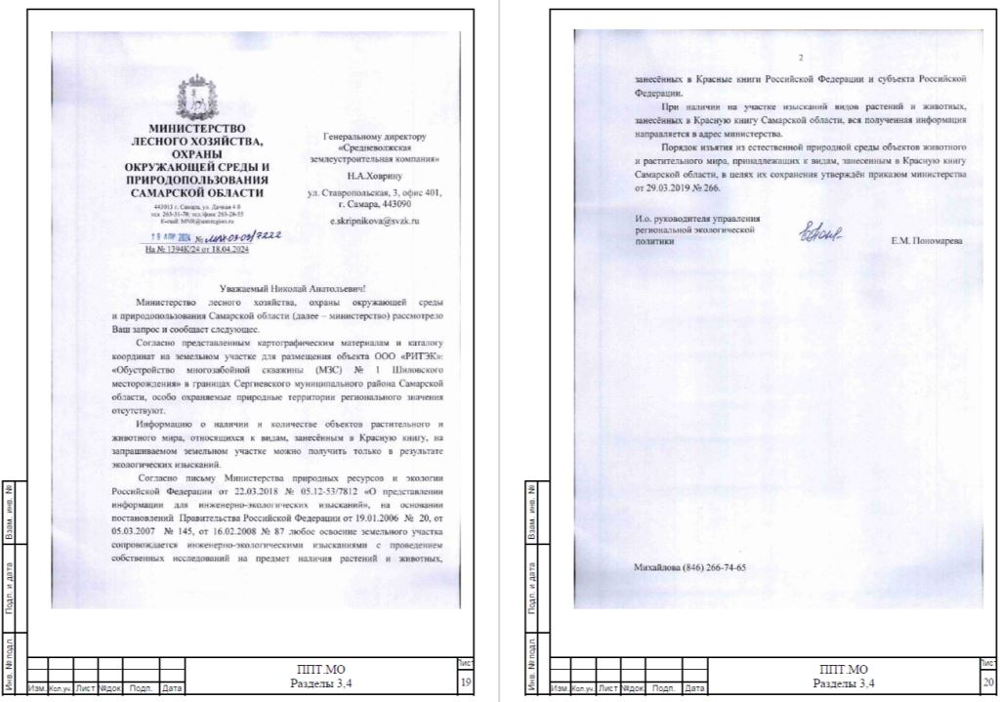 МИНИСТЕРСТВО
ЛЕСНОГО ХОЗЯЙСТВА,
ОХРАНЫ
ОКРУЖАЮЩЕЙ СРЕДЫ И
ПРИРОДОПОЛЬЗОВАНИЯ
САМАРСКОЙ ОБЛАСТИ
443013 г. Самара, ул. Дачная 4 б
тел. 263-31-70; тел./факс 263-28-55
E-mail: MNR@samregion.ru
19 АПР 2024 №
На № 1394К/24 от 18.04.2024
Генеральному директору
«Средневолжская
землеустроительная компания»
Н.А.Ховрину
ул. Ставропольская, 3, офис 401,
г. Самара, 443090
e.skripnikova@svzk.ru
Уважаемый Николай Анатольевич!
Министерство лесного хозяйства, охраны окружающей среды
и природопользования Самарской области (далее – министерство) рассмотрело
Ваш запрос и сообщает следующее.
Согласно представленным картографическим материалам и каталогу
координат на земельном участке для размещения объекта ООО «РИТЭК»:
«Обустройство многозабойной скважины (МЗС) № 1 Шиловского
месторождения» в границах Сергиевского муниципального района Самарской
области, особо охраняемые природные территории регионального значения
отсутствуют.
Информацию о наличии и количестве объектов растительного и
животного мира, относящихся к видам, занесённым в Красную книгу, на
запрашиваемом земельном участке можно получить только в результате
экологических изысканий.
Согласно письму Министерства природных ресурсов и экологии
Российской Федерации от 22.03.2018 № 05-12-53/7812 «О представлении
информации для инженерно-экологических изысканий», на основании
постановлений Правительства Российской Федерации от 19.01.2006 № 20, от
05.03.2007 № 145, от 16.02.2008 № 87 любое освоение земельного участка
сопровождается инженерно-экологическими изысканиями с проведением
собственных исследований на предмет наличия растений и животных,
Взам. инв. №
Подп. и дата
Инв. № подл.
Изм. Кол.уч. Лист №док. Подп. Дата
ППТ.МО
Разделы 3,4
Лист
19
2
занесённых в Красные книги Российской Федерации и субъекта Российской
Федерации.
При наличии на участке изысканий видов растений и животных,
занесённых в Красную книгу Самарской области, вся полученная информация
направляется в адрес министерства.
Порядок изъятия из естественной природной среды объектов животного
и растительного мира, принадлежащих к видам, занесенным в Красную книгу
Самарской области, в целях их сохранения утверждён приказом министерства
от 29.03.2019 № 266.
И.о. руководителя управления
региональной экологической
политики
Е.М. Пономарева
Михайлова (846) 266-74-65
Взам. инв. №
Подп. и дата
Инв. № подл.
Изм. Кол.уч. Лист №док. Подп. Дата
ППТ.МО
Разделы 3,4
Лист
20